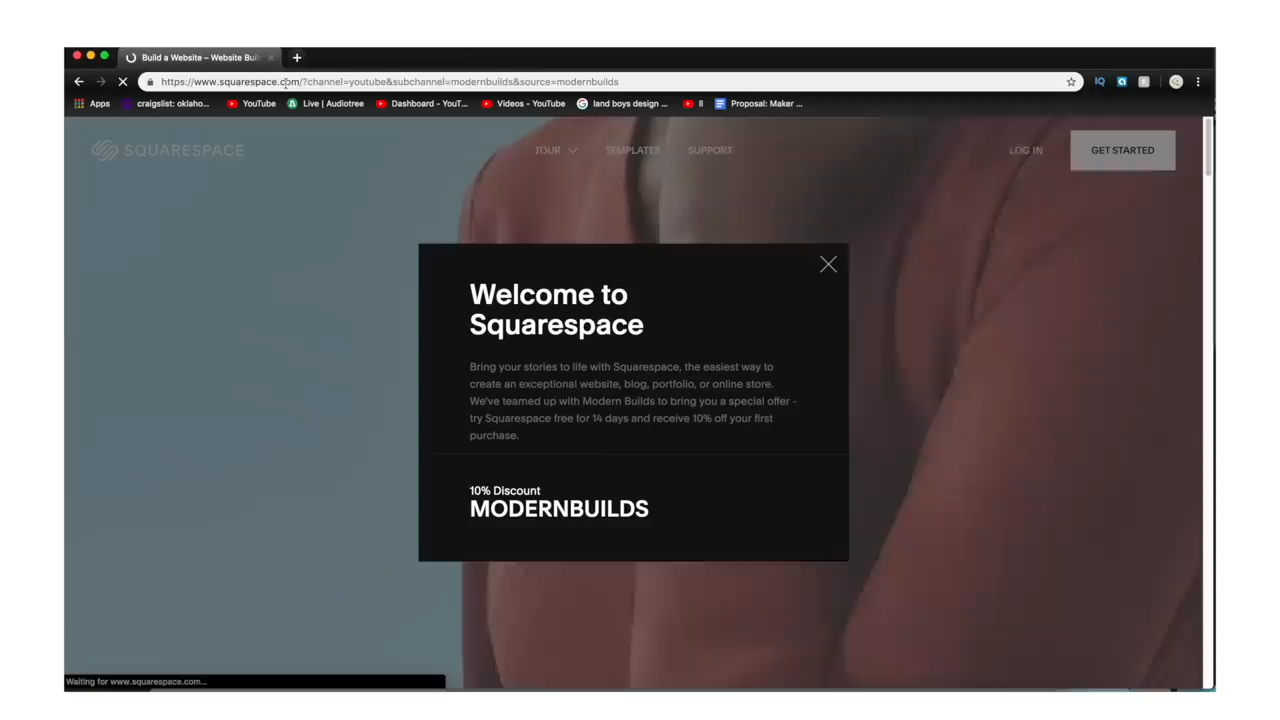 Build a Website – Website Buil
https://www.squarespace.com/?channel=youtube&subchannel=modernbuilds&source=modernbuilds
IQ
Apps craigslist: oklaho... YouTube Live | Audiotree Dashboard - YouT... Videos - YouTube land boys design ... II Proposal: Maker ...
SQUARESPACE TOUR TEMPLATES SUPPORT LOG IN GET STARTED
Welcome to
Squarespace
Bring your stories to life with Squarespace, the easiest way to
create an exceptional website, blog, portfolio, or online store.
We've teamed up with Modern Builds to bring you a special offer -
try Squarespace free for 14 days and receive 10% off your first
purchase.
10% Discount
MODERNBUILDS
Waiting for www.squarespace.com...